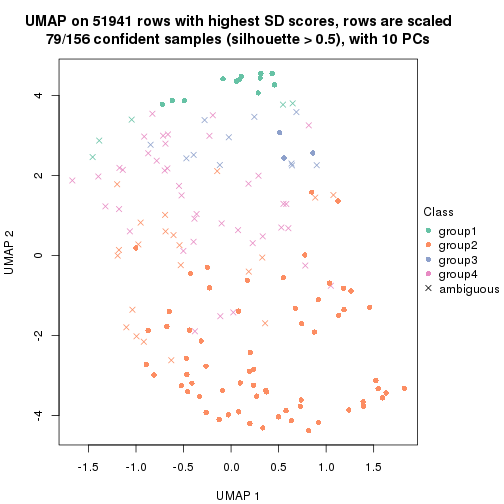 UMAP on 51941 rows with highest SD scores, rows are scaled
79/156 confident samples (silhouette > 0.5), with 10 PCs
UMAP 2
4
2
0
-2
-4
-1.5 -1.0 -0.5 0.0 0.5 1.0 1.5
UMAP 1
Class
group1
group2
group3
group4
ambiguous